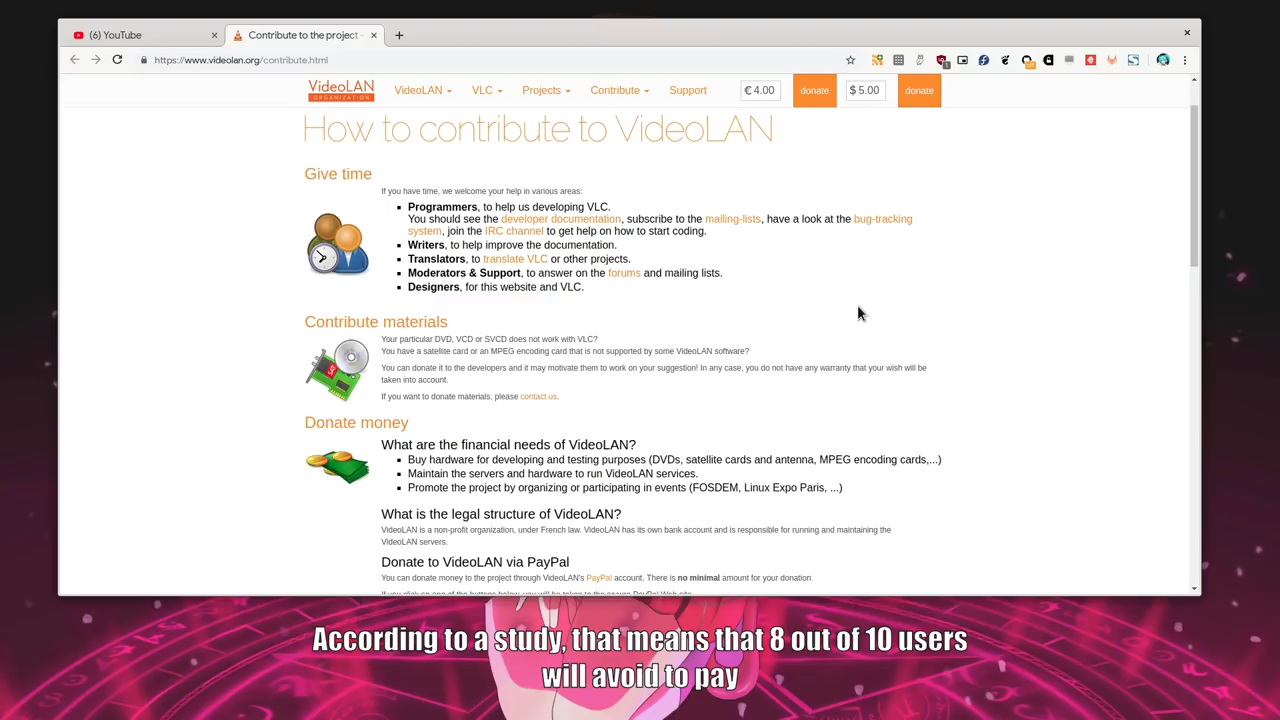 (6) YouTube
Contribute to the project -
https://www.videolan.org/contribute.html
VideoLAN
ORGANIZATION
VideoLAN VLC Projects Contribute Support € 4.00 donate $ 5.00 donate
How to contribute to VideoLAN
Give time
If you have time, we welcome your help in various areas:
Programmers, to help us developing VLC.
You should see the developer documentation, subscribe to the mailing-lists, have a look at the bug-tracking
system, join the IRC channel to get help on how to start coding.
Writers, to help improve the documentation.
Translators, to translate VLC or other projects.
Moderators & Support, to answer on the forums and mailing lists.
Designers, for this website and VLC.
Contribute materials
Your particular DVD, VCD or SVCD does not work with VLC?
You have a satellite card or an MPEG encoding card that is not supported by some VideoLAN software?
You can donate it to the developers and it may motivate them to work on your suggestion! In any case, you do not have any warranty that your wish will be
taken into account.
If you want to donate materials, please contact us.
Donate money
What are the financial needs of VideoLAN?
Buy hardware for developing and testing purposes (DVDs, satellite cards and antenna, MPEG encoding cards,...)
Maintain the servers and hardware to run VideoLAN services.
Promote the project by organizing or participating in events (FOSDEM, Linux Expo Paris, ...)
What is the legal structure of VideoLAN?
VideoLAN is a non-profit organization, under French law. VideoLAN has its own bank account and is responsible for running and maintaining the
VideoLAN servers.
Donate to VideoLAN via PayPal
You can donate money to the project through VideoLAN's PayPal account. There is no minimal amount for your donation.
According to a study, that means that 8 out of 10 users
will avoid to pay